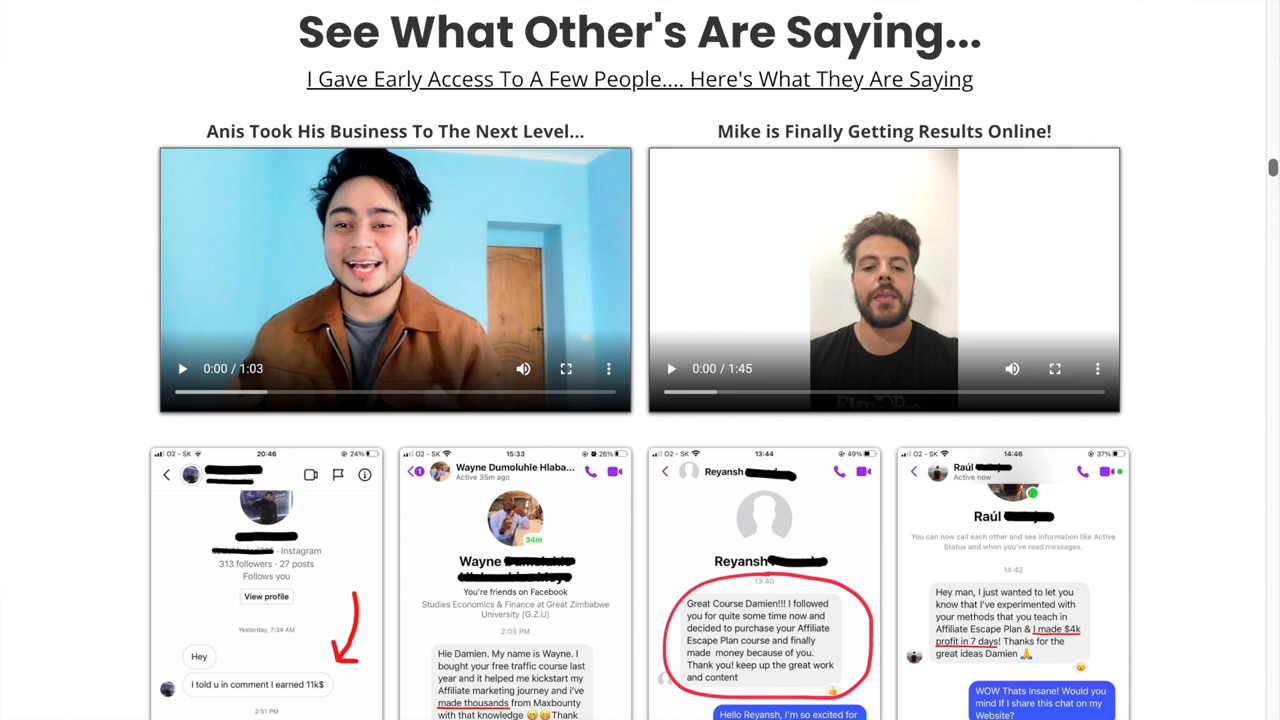 See What Other's Are Saying...
I Gave Early Access To A Few People.... Here's What They Are Saying
Anis Took His Business To The Next Level...
Mike is Finally Getting Results Online!
0:00 / 1:03
0:00 / 1:45
O2 - SK
20:46
24%
Instagram
313 followers · 27 posts
Follows you
View profile
Yesterday, 7:34 AM
Hey
I told u in comment I earned 11k$
2:51 PM
O2 - SK
15:33
26%
1
Wayne Dumoluhle Hlaba...
Active 35m ago
34m
Wayne
You're friends on Facebook
Studies Economics & Finance at Great Zimbabwe
University (G.Z.U)
2:05 PM
Hie Damien. My name is Wayne. I
bought your free traffic course last
year and it helped me kickstart my
Affiliate marketing journey and i've
made thousands from Maxbounty
with that knowledge 😁😁Thank
O2 - SK
13:44
49%
Reyansh
Reyansh
13:40
Great Course Damien!!! I followed
you for quite some time now and
decided to purchase your Affiliate
Escape Plan course and finally
made money because of you.
Thank you! keep up the great work
and content
👍
Hello Reyansh, I'm so excited for
O2 - SK
14:46
37%
Raúl
Active now
Raúl
You can now call each other and see information like Active
Status and when you've read messages.
14:42
Hey man, I just wanted to let you
know that I've experimented with
your methods that you teach in
Affiliate Escape Plan & I made $4k
profit in 7 days! Thanks for the
great ideas Damien 🙏
WOW Thats Insane! Would you
mind If I share this chat on my
Website?